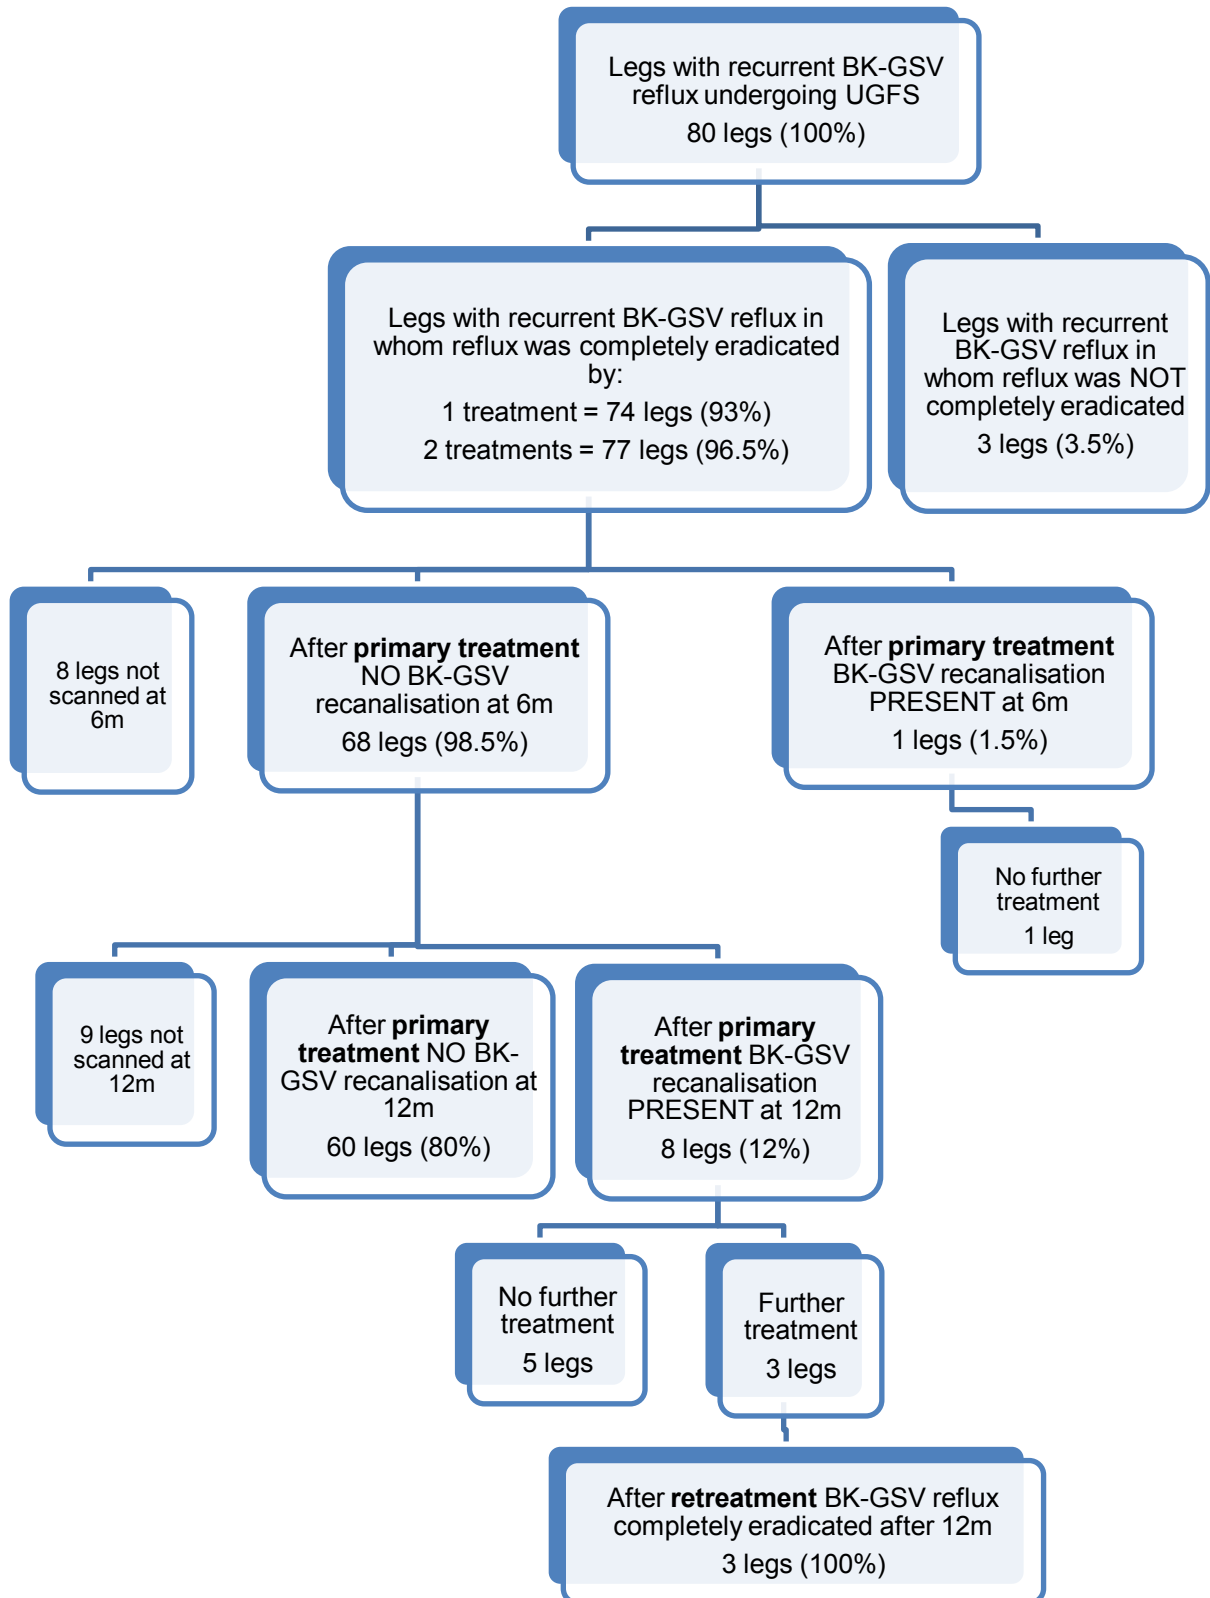 Legs with recurrent BK-GSV
reflux undergoing UGFS
80 legs (100%)
Legs with recurrent BK-GSV reflux in
whom reflux was completely eradicated
by:
1 treatment = 74 legs (93%)
2 treatments = 77 legs (96.5%)
Legs with recurrent
BK-GSV reflux in
whom reflux was NOT
completely eradicated
3 legs (3.5%)
8 legs not
scanned at
6m
After primary treatment
NO BK-GSV
recanalisation at 6m
68 legs (98.5%)
After primary treatment
BK-GSV recanalisation
PRESENT at 6m
1 legs (1.5%)
No further
treatment
1 leg
9 legs not
scanned at
12m
After primary
treatment NO BK-
GSV recanalisation at
12m
60 legs (80%)
After primary
treatment BK-GSV
recanalisation
PRESENT at 12m
8 legs (12%)
No further
treatment
5 legs
Further
treatment
3 legs
After retreatment BK-GSV reflux
completely eradicated after 12m
3 legs (100%)